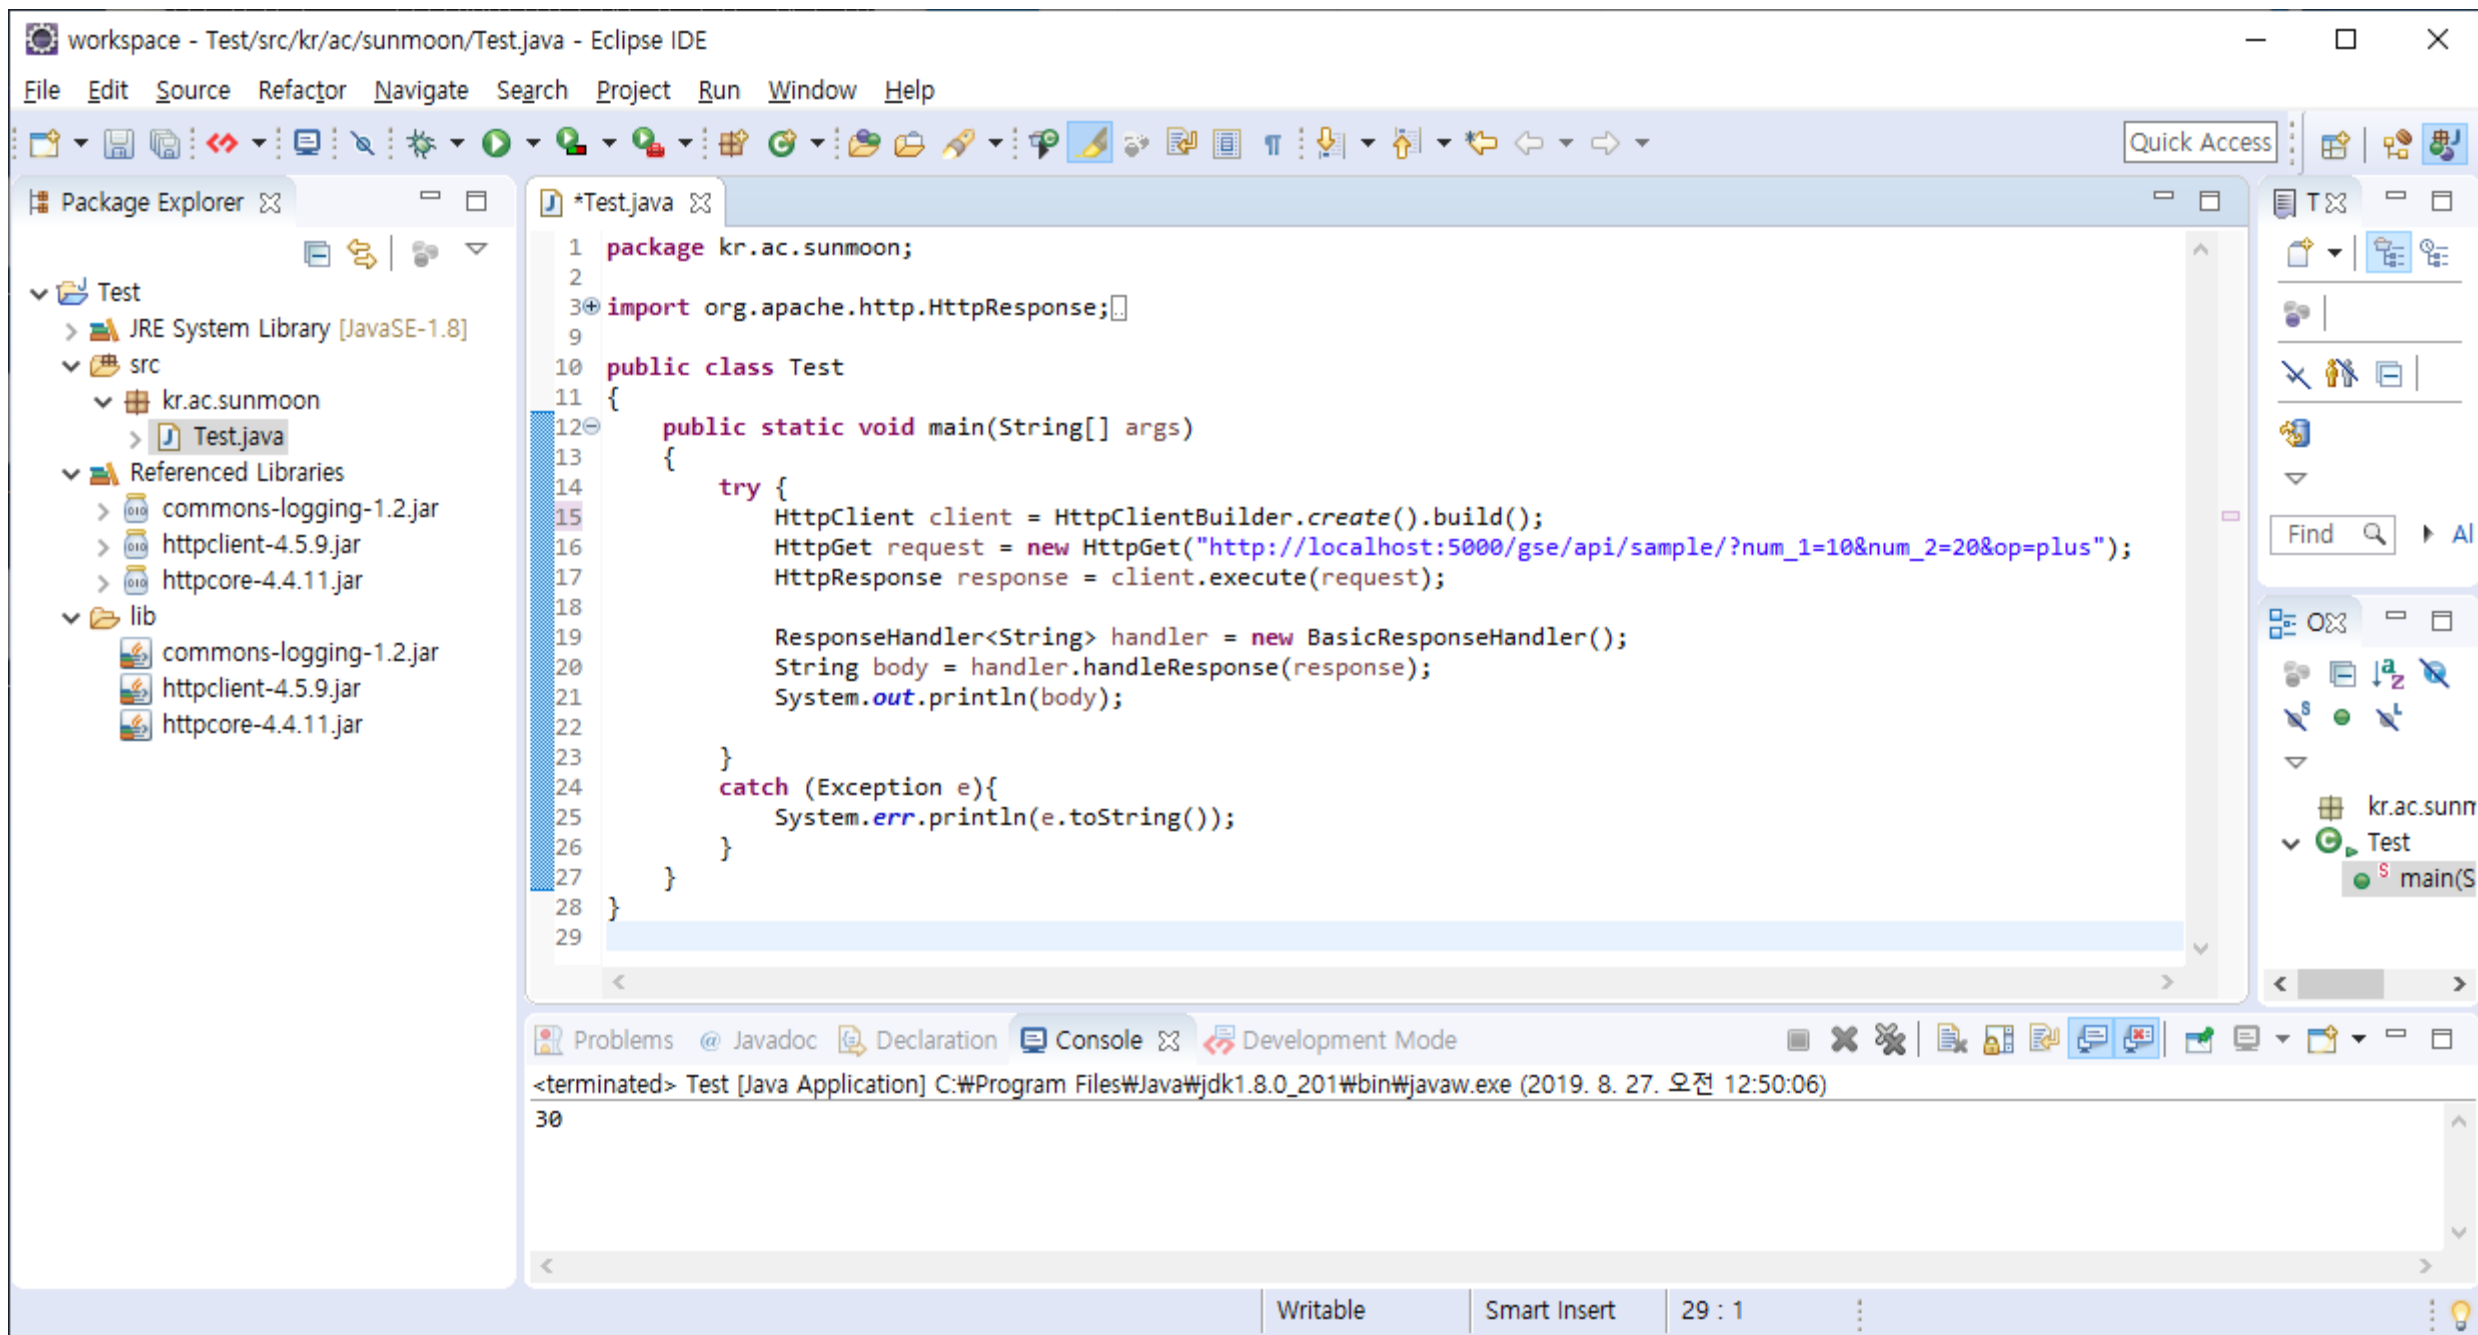 workspace - Test/src/kr/ac/sunmoon/Test.java - Eclipse IDE
File Edit Source Refactor Navigate Search Project Run Window Help
Quick Access
Package Explorer
Test
JRE System Library [JavaSE-1.8]
src
kr.ac.sunmoon
Test.java
Referenced Libraries
commons-logging-1.2.jar
httpclient-4.5.9.jar
httpcore-4.4.11.jar
lib
commons-logging-1.2.jar
httpclient-4.5.9.jar
httpcore-4.4.11.jar
*Test.java
1 package kr.ac.sunmoon;
2
3 import org.apache.http.HttpResponse;
9
10 public class Test
11 {
12 public static void main(String[] args)
13 {
14 try {
15 HttpClient client = HttpClientBuilder.create().build();
16 HttpGet request = new HttpGet("http://localhost:5000/gse/api/sample/?num_1=10&num_2=20&op=plus");
17 HttpResponse response = client.execute(request);
18
19 ResponseHandler<String> handler = new BasicResponseHandler();
20 String body = handler.handleResponse(response);
21 System.out.println(body);
22
23 }
24 catch (Exception e){
25 System.err.println(e.toString());
26 }
27 }
28 }
29
T
Find Al
O
kr.ac.sunm
Test
main(S
Problems @ Javadoc Declaration Console Development Mode
<terminated> Test [Java Application] C:₩Program Files₩Java₩jdk1.8.0_201₩bin₩javaw.exe (2019. 8. 27. 오전 12:50:06)
30
Writable Smart Insert 29 : 1